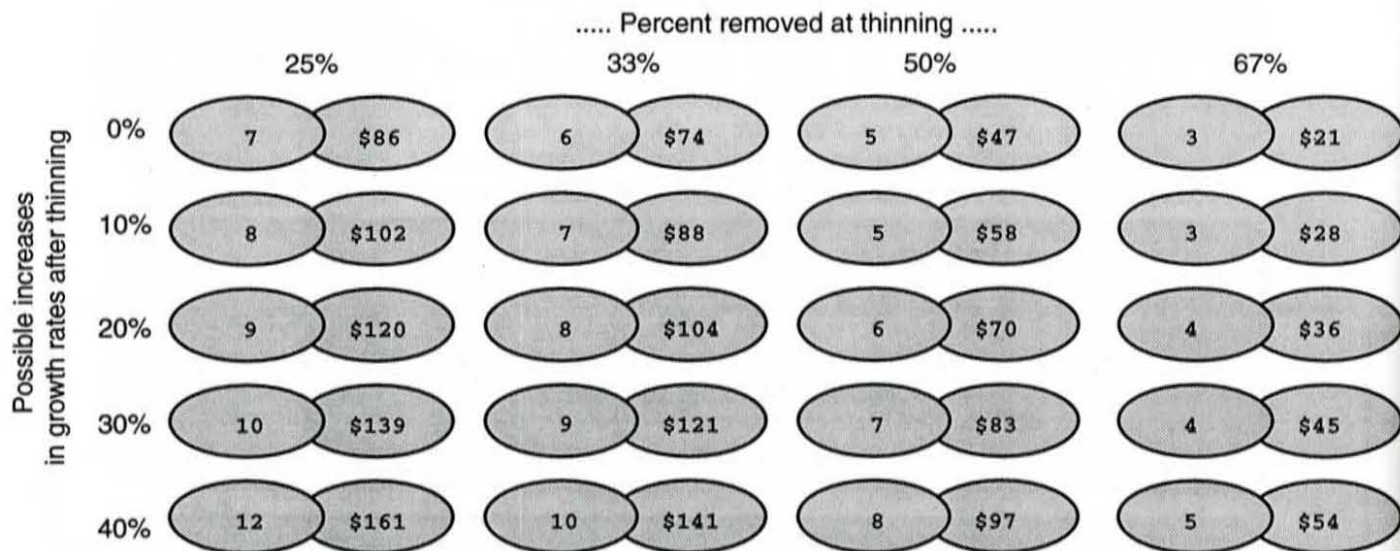 ..... Percent removed at thinning .....
25% 33% 50% 67%
Possible increases
in growth rates after thinning
0% 7 $86 6 $74 5 $47 3 $21
10% 8 $102 7 $88 5 $58 3 $28
20% 9 $120 8 $104 6 $70 4 $36
30% 10 $139 9 $121 7 $83 4 $45
40% 12 $161 10 $141 8 $97 5 $54